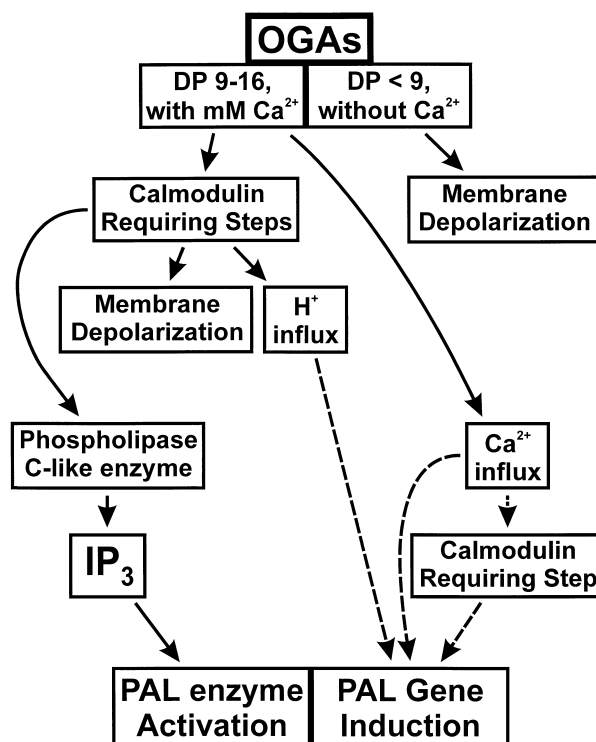 OGAs
DP 9-16,
with mM Ca²⁺
DP < 9,
without Ca²⁺
Calmodulin
Requiring Steps
Membrane
Depolarization
Membrane
Depolarization
H⁺
influx
Phospholipase
C-like enzyme
Ca²⁺
influx
IP₃
Calmodulin
Requiring Step
PAL enzyme
Activation
PAL Gene
Induction